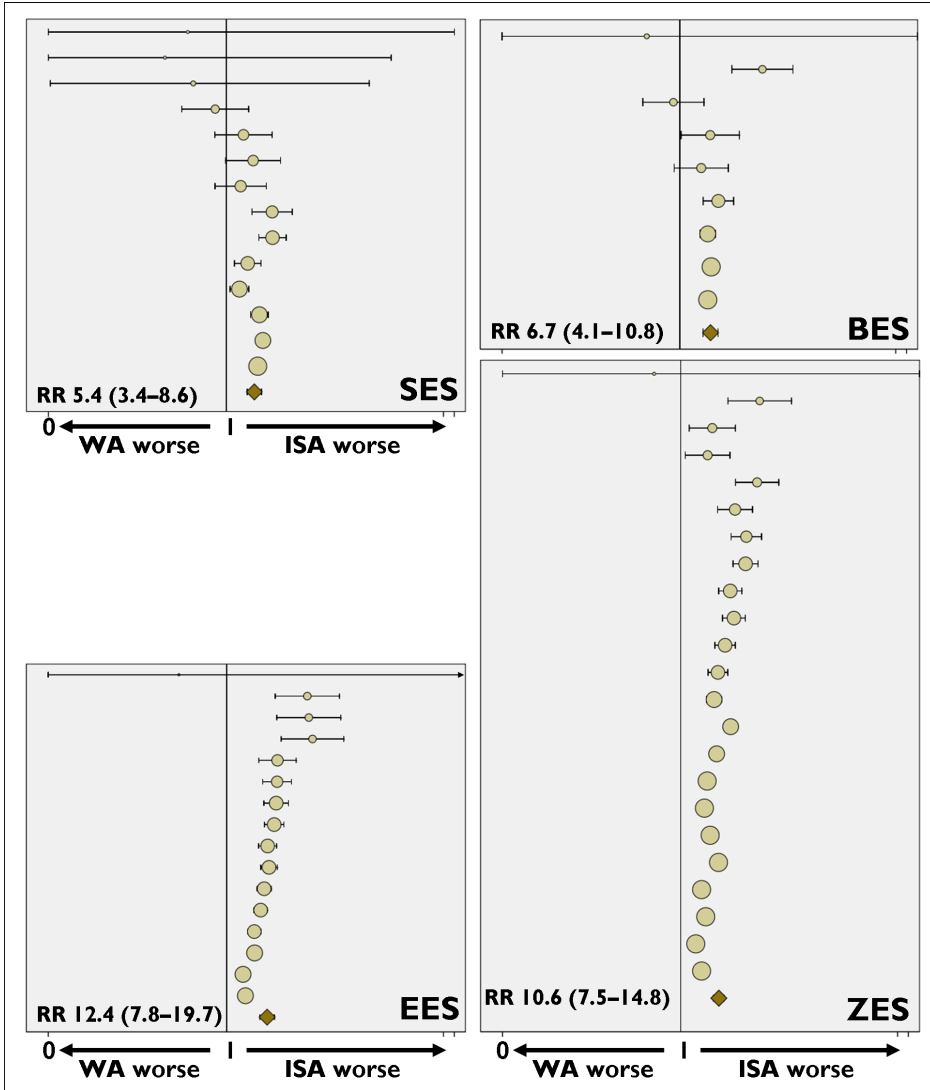 RR 5.4 (3.4–8.6)
SES
0
WA worse
1
ISA worse
RR 6.7 (4.1–10.8)
BES
RR 12.4 (7.8–19.7)
EES
0
WA worse
1
ISA worse
RR 10.6 (7.5–14.8)
ZES
0
WA worse
1
ISA worse